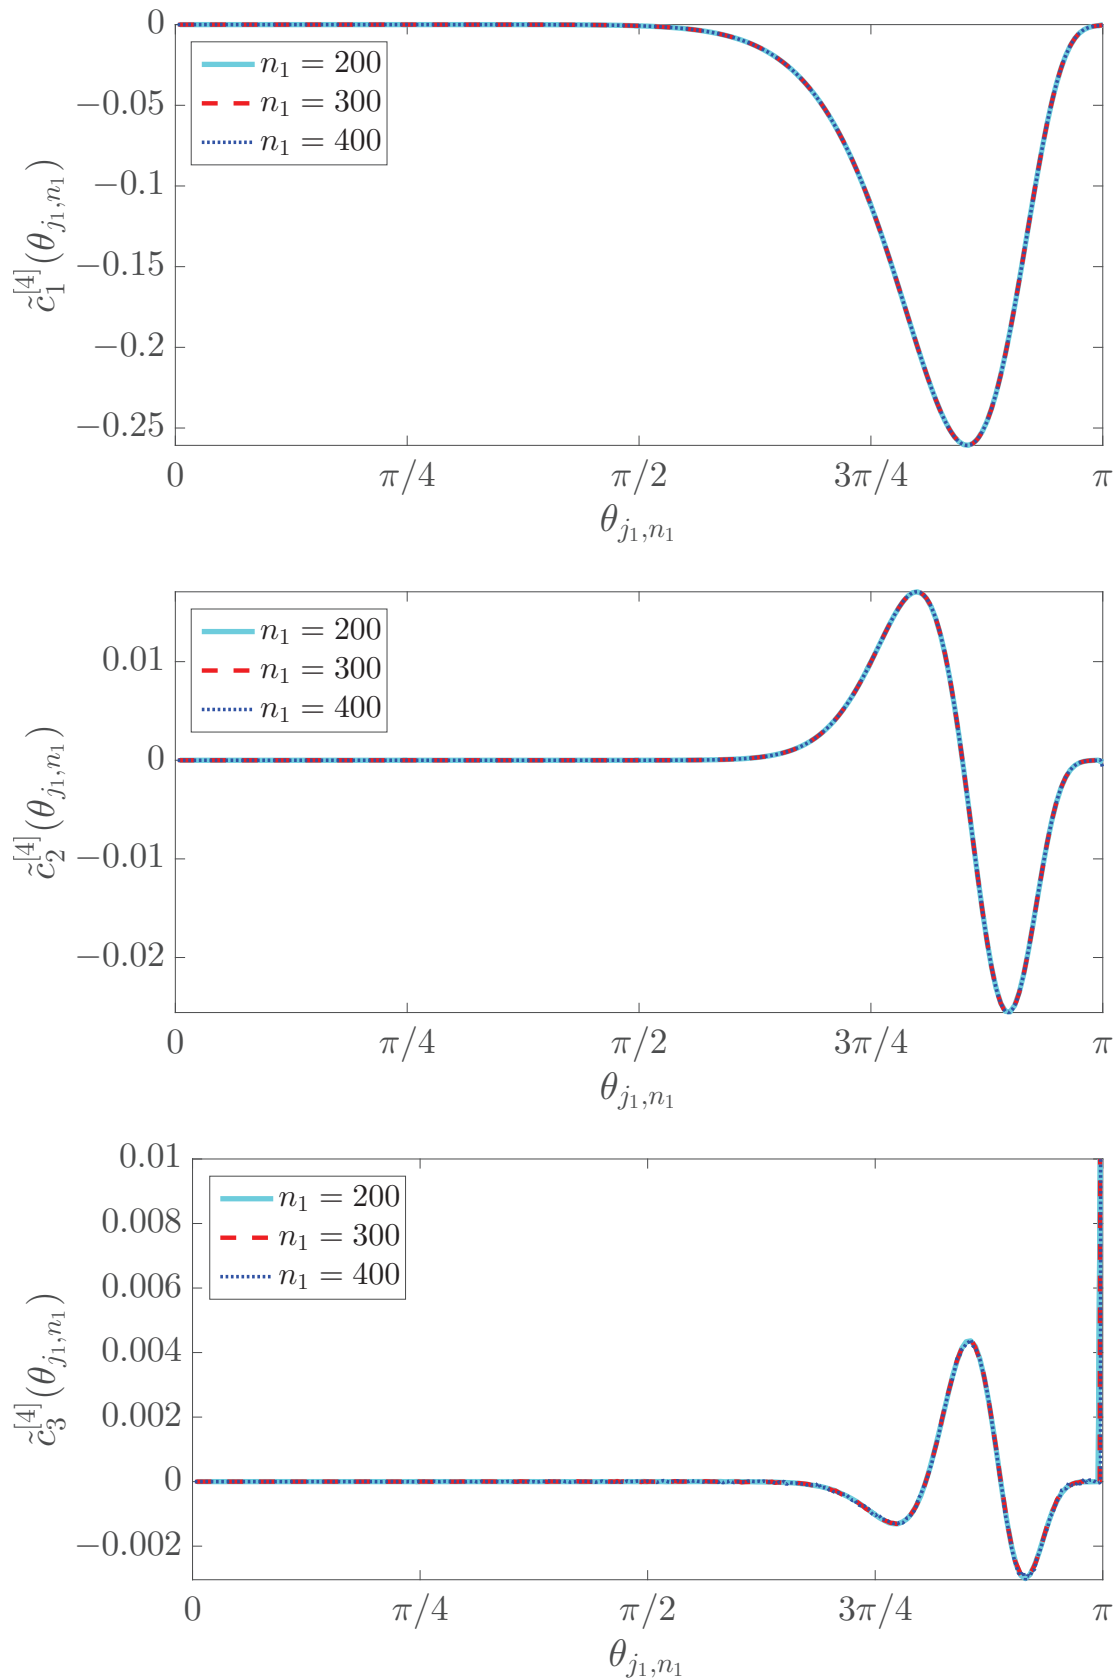 0
−0.05
−0.1
−0.15
−0.2
−0.25
c̃₁^[4](θ_{j₁,n₁})
n₁ = 200
n₁ = 300
n₁ = 400
0 π/4 π/2 3π/4 π
θ_{j₁,n₁}
0.01
0
−0.01
−0.02
c̃₂^[4](θ_{j₁,n₁})
n₁ = 200
n₁ = 300
n₁ = 400
0 π/4 π/2 3π/4 π
θ_{j₁,n₁}
0.01
0.008
0.006
0.004
0.002
0
−0.002
c̃₃^[4](θ_{j₁,n₁})
n₁ = 200
n₁ = 300
n₁ = 400
0 π/4 π/2 3π/4 π
θ_{j₁,n₁}